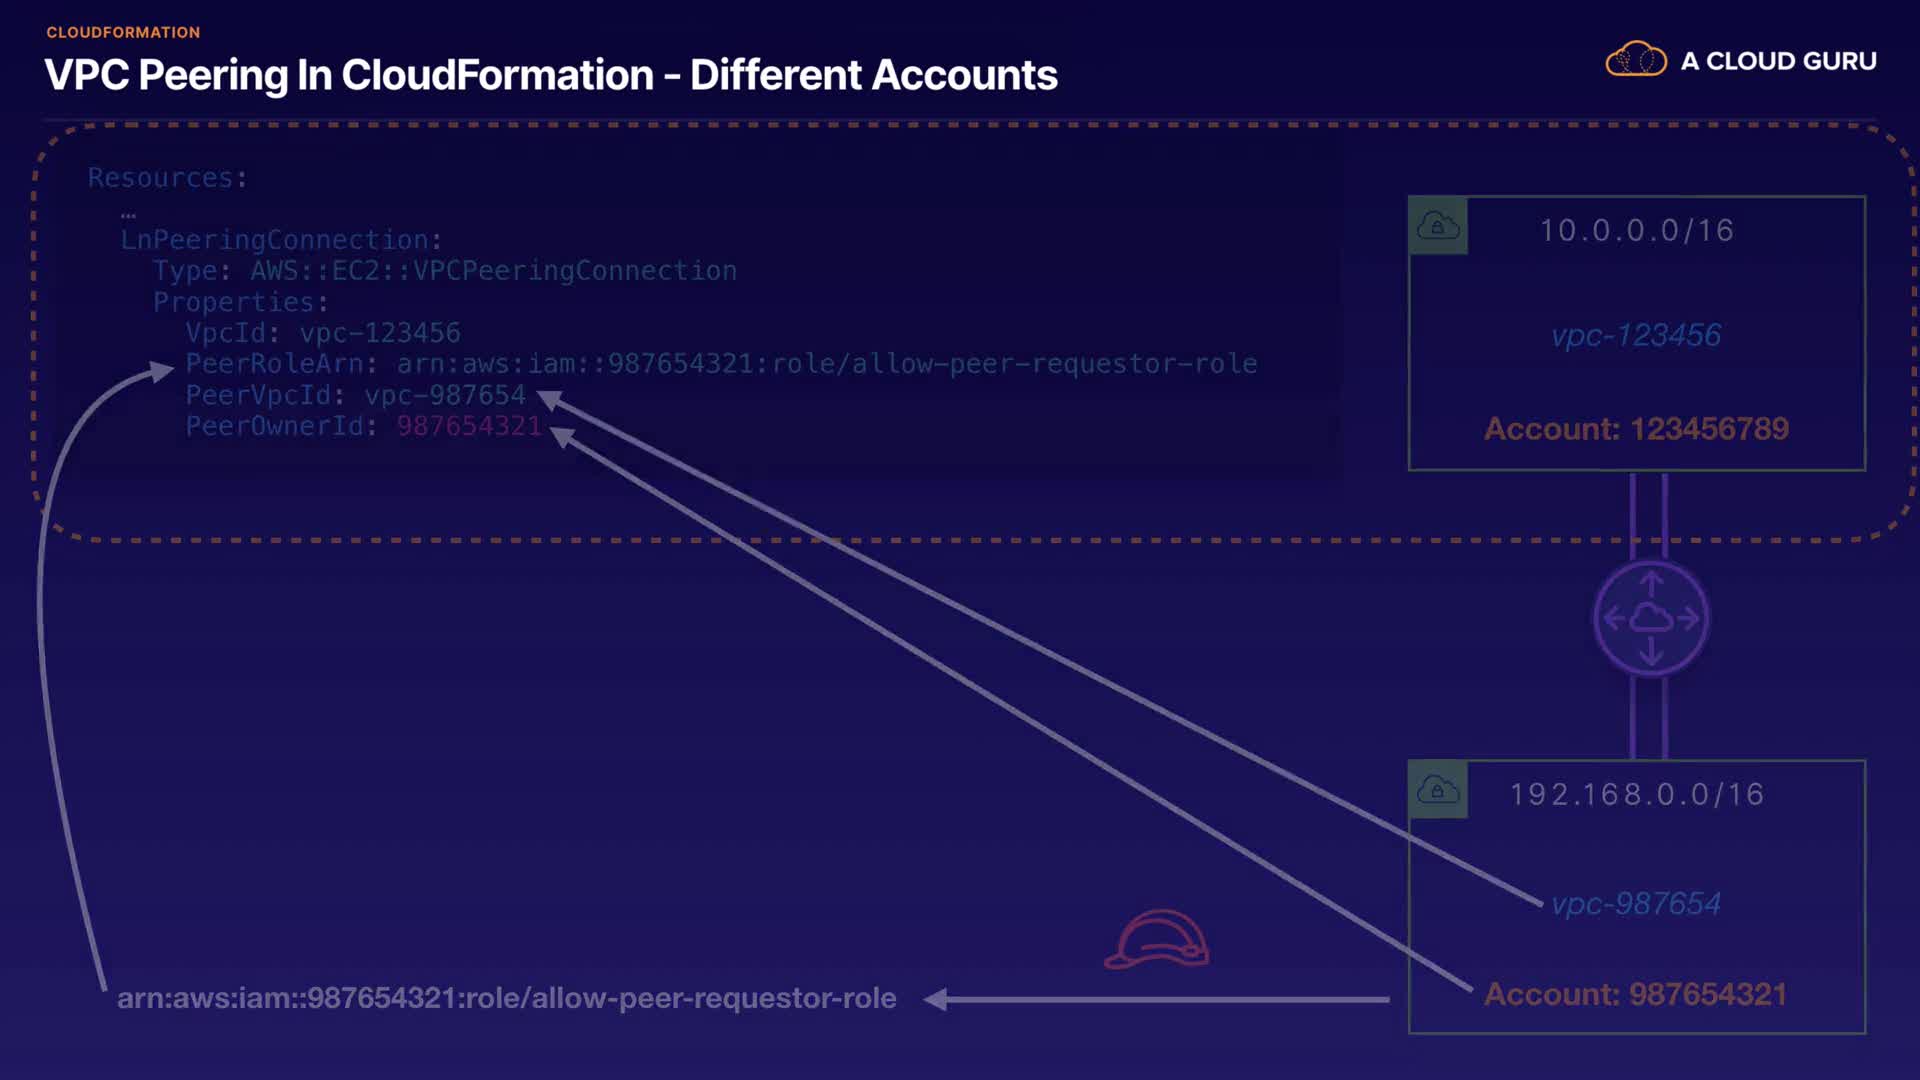 CLOUDFORMATION
VPC Peering In CloudFormation - Different Accounts
A CLOUD GURU
Resources:
…
LnPeeringConnection:
Type: AWS::EC2::VPCPeeringConnection
Properties:
VpcId: vpc-123456
PeerRoleArn: arn:aws:iam::987654321:role/allow-peer-requestor-role
PeerVpcId: vpc-987654
PeerOwnerId: 987654321
10.0.0.0/16
vpc-123456
Account: 123456789
192.168.0.0/16
vpc-987654
Account: 987654321
arn:aws:iam::987654321:role/allow-peer-requestor-role